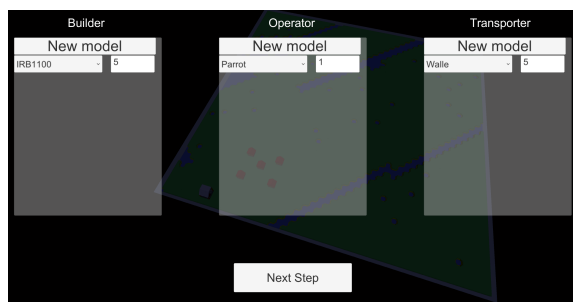 Builder
New model
IRB1100 5
Operator
New model
Parrot 1
Transporter
New model
Walle 5
Next Step